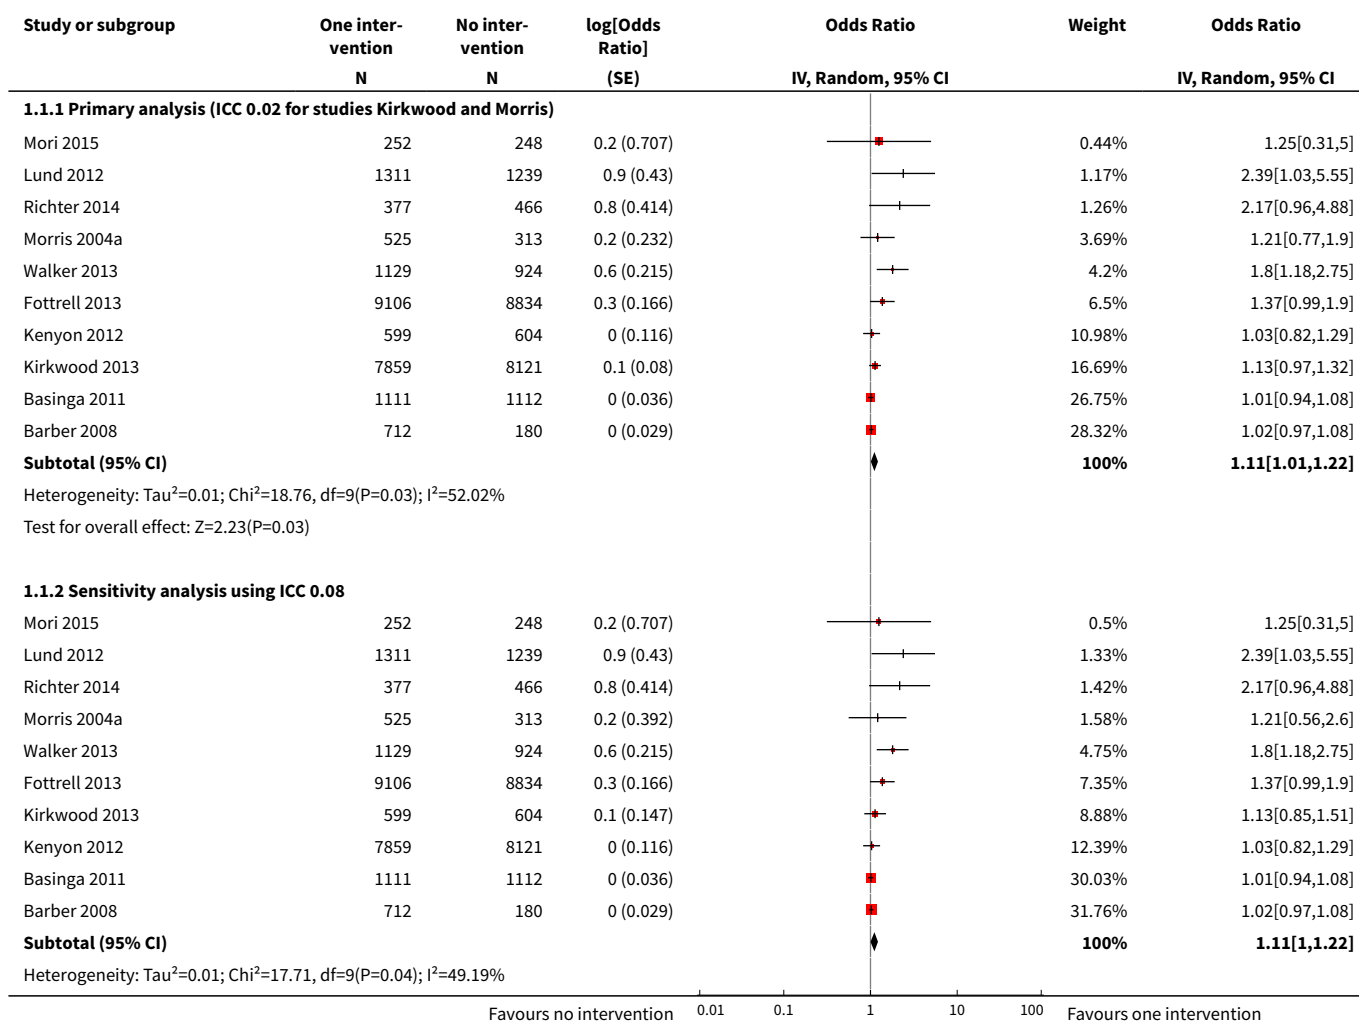 Study or subgroup One inter- No inter- log[Odds Odds Ratio Weight Odds Ratio
vention vention Ratio]
N N (SE) IV, Random, 95% CI IV, Random, 95% CI
1.1.1 Primary analysis (ICC 0.02 for studies Kirkwood and Morris)
Mori 2015 252 248 0.2 (0.707) 0.44% 1.25[0.31,5]
Lund 2012 1311 1239 0.9 (0.43) 1.17% 2.39[1.03,5.55]
Richter 2014 377 466 0.8 (0.414) 1.26% 2.17[0.96,4.88]
Morris 2004a 525 313 0.2 (0.232) 3.69% 1.21[0.77,1.9]
Walker 2013 1129 924 0.6 (0.215) 4.2% 1.8[1.18,2.75]
Fottrell 2013 9106 8834 0.3 (0.166) 6.5% 1.37[0.99,1.9]
Kenyon 2012 599 604 0 (0.116) 10.98% 1.03[0.82,1.29]
Kirkwood 2013 7859 8121 0.1 (0.08) 16.69% 1.13[0.97,1.32]
Basinga 2011 1111 1112 0 (0.036) 26.75% 1.01[0.94,1.08]
Barber 2008 712 180 0 (0.029) 28.32% 1.02[0.97,1.08]
Subtotal (95% CI) 100% 1.11[1.01,1.22]
Heterogeneity: Tau²=0.01; Chi²=18.76, df=9(P=0.03); I²=52.02%
Test for overall effect: Z=2.23(P=0.03)
1.1.2 Sensitivity analysis using ICC 0.08
Mori 2015 252 248 0.2 (0.707) 0.5% 1.25[0.31,5]
Lund 2012 1311 1239 0.9 (0.43) 1.33% 2.39[1.03,5.55]
Richter 2014 377 466 0.8 (0.414) 1.42% 2.17[0.96,4.88]
Morris 2004a 525 313 0.2 (0.392) 1.58% 1.21[0.56,2.6]
Walker 2013 1129 924 0.6 (0.215) 4.75% 1.8[1.18,2.75]
Fottrell 2013 9106 8834 0.3 (0.166) 7.35% 1.37[0.99,1.9]
Kirkwood 2013 599 604 0.1 (0.147) 8.88% 1.13[0.85,1.51]
Kenyon 2012 7859 8121 0 (0.116) 12.39% 1.03[0.82,1.29]
Basinga 2011 1111 1112 0 (0.036) 30.03% 1.01[0.94,1.08]
Barber 2008 712 180 0 (0.029) 31.76% 1.02[0.97,1.08]
Subtotal (95% CI) 100% 1.11[1,1.22]
Heterogeneity: Tau²=0.01; Chi²=17.71, df=9(P=0.04); I²=49.19%
Favours no intervention 0.01 0.1 1 10 100 Favours one intervention